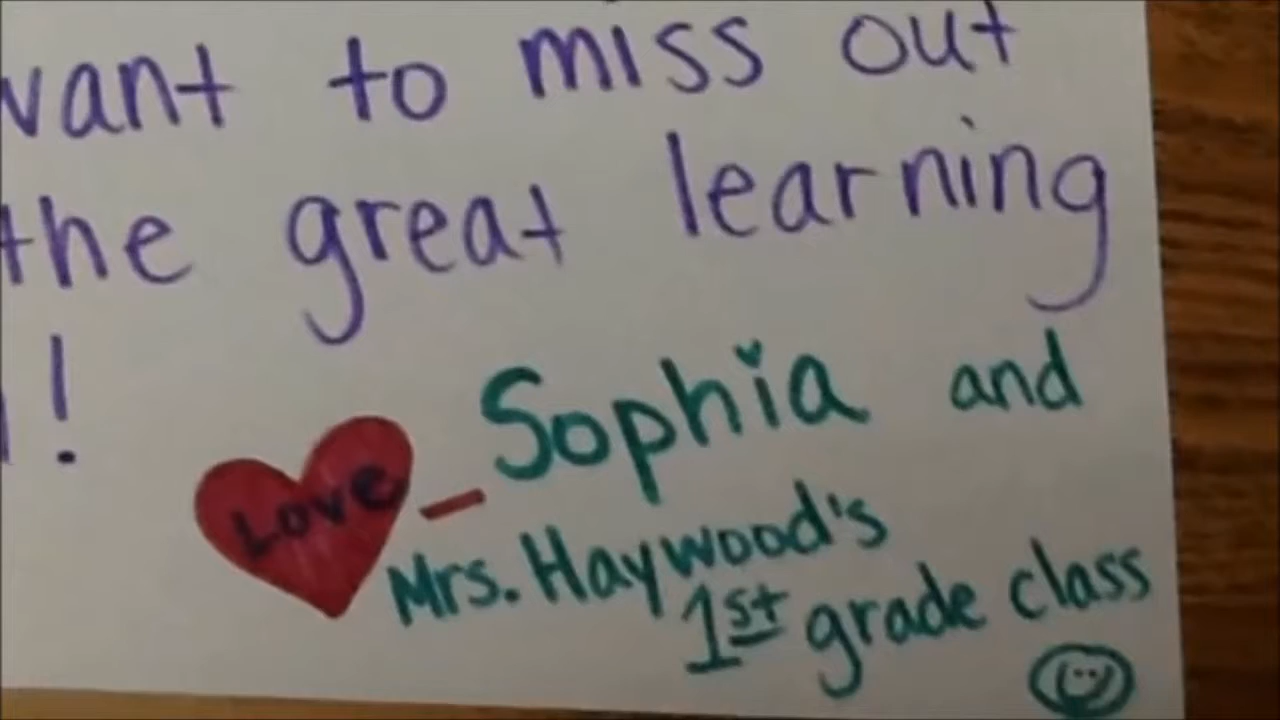 want to miss out
the great learning
!
Love - Sophia and
Mrs. Haywood's
1st grade class